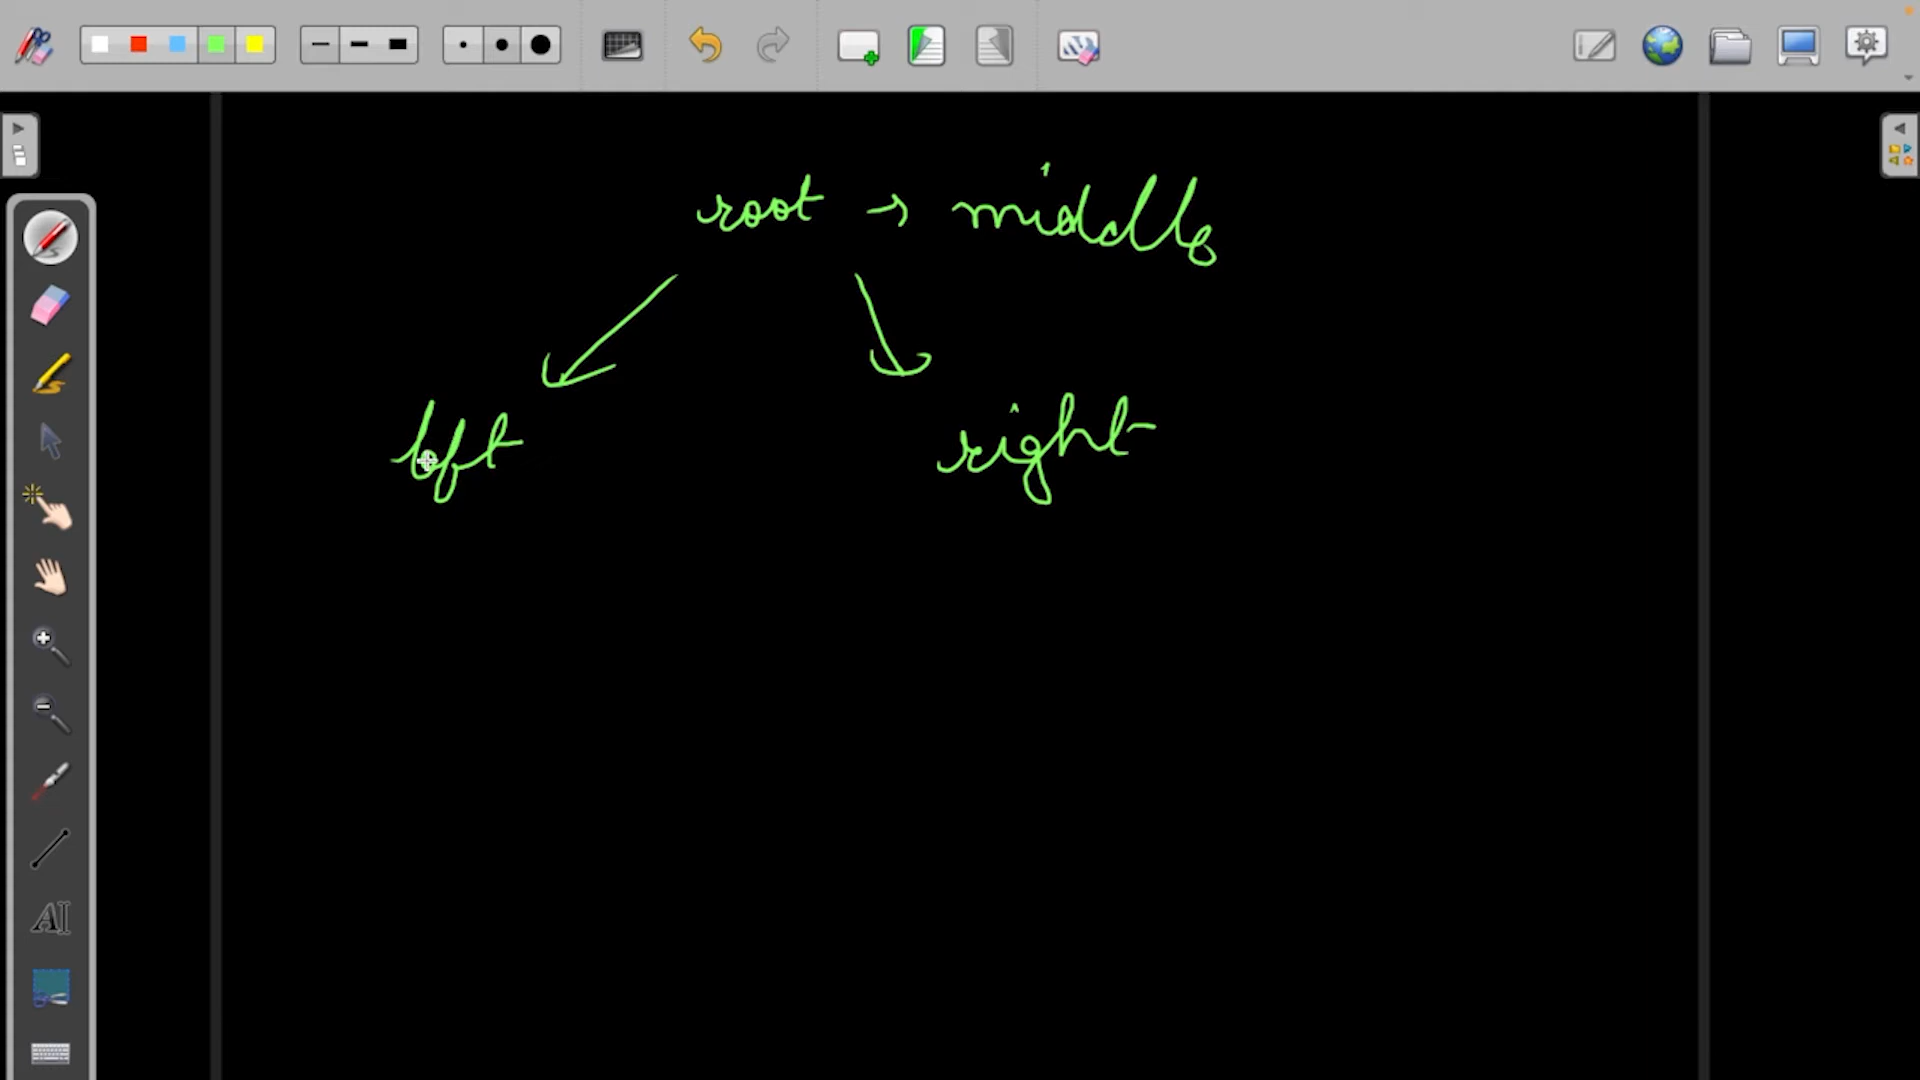 root → middle
left
right